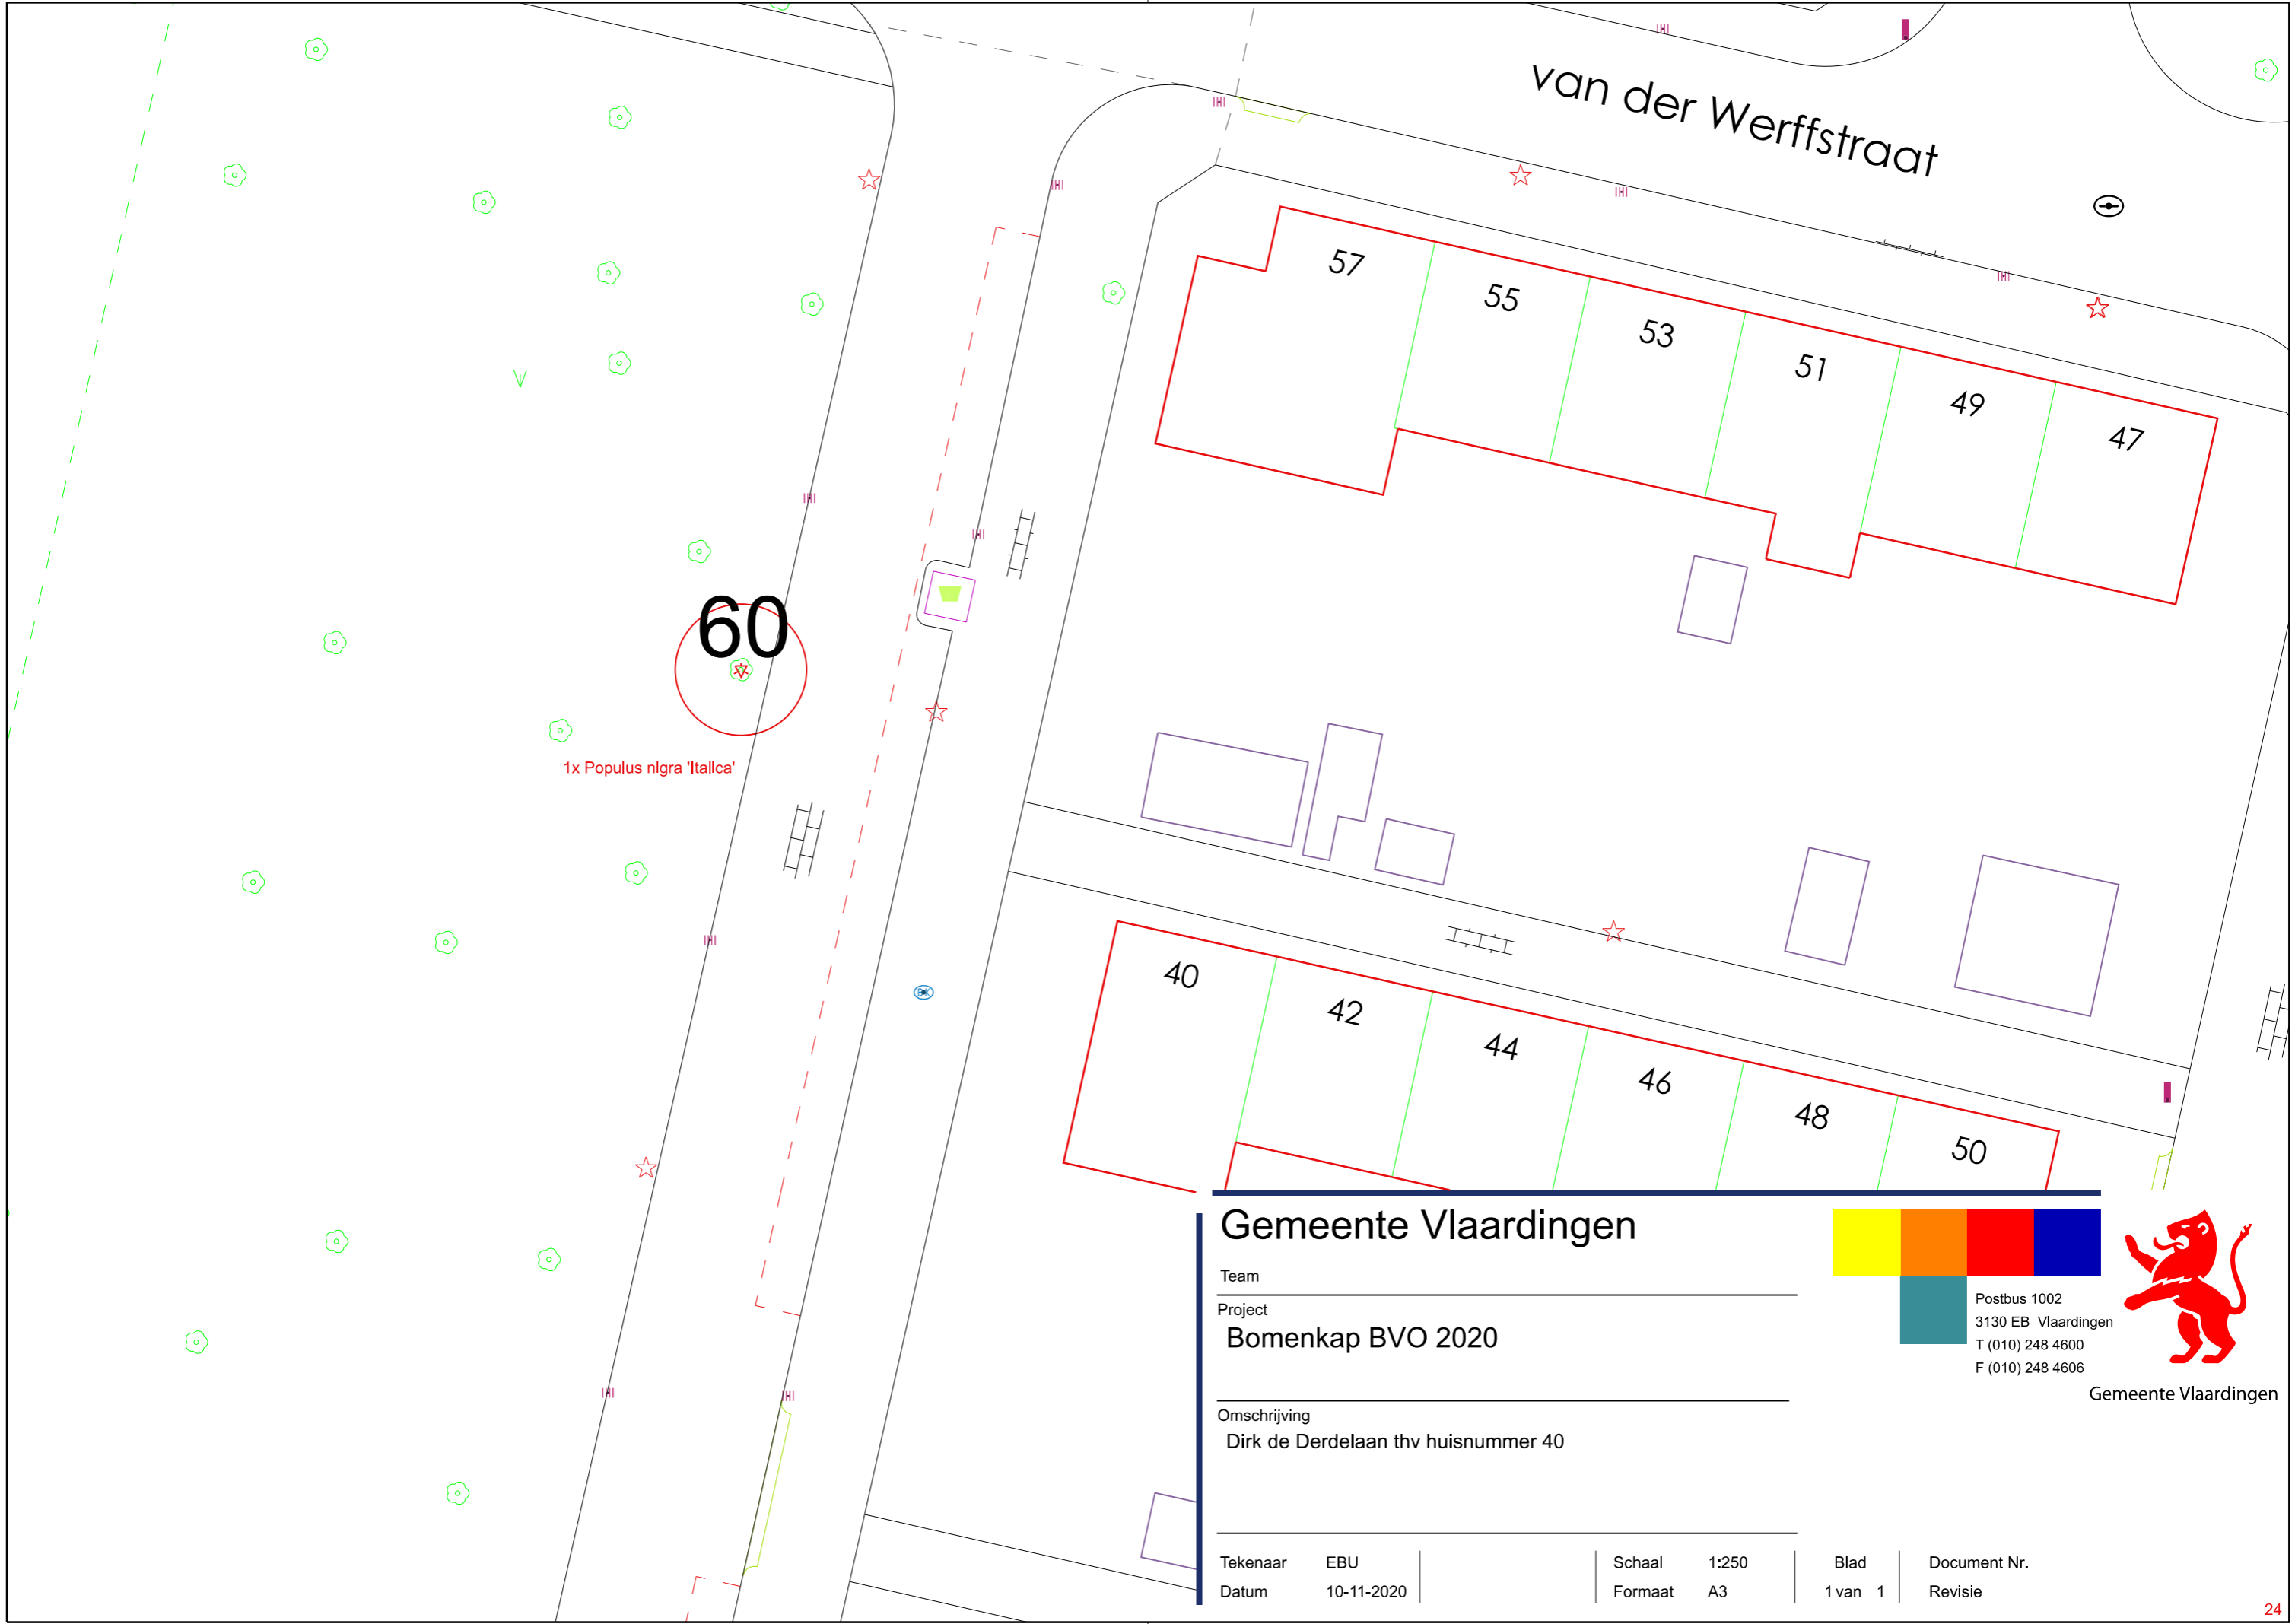 van der Werffstraat
57
55
53
51
49
47
60
1x Populus nigra 'Italica'
40
42
44
46
48
50
Gemeente Vlaardingen
Team
Project
Bomenkap BVO 2020
Omschrijving
Dirk de Derdelaan thv huisnummer 40
Postbus 1002
3130 EB Vlaardingen
T (010) 248 4600
F (010) 248 4606
Gemeente Vlaardingen
Tekenaar EBU Schaal 1:250 Blad Document Nr.
Datum 10-11-2020 Formaat A3 1 van 1 Revisie
24